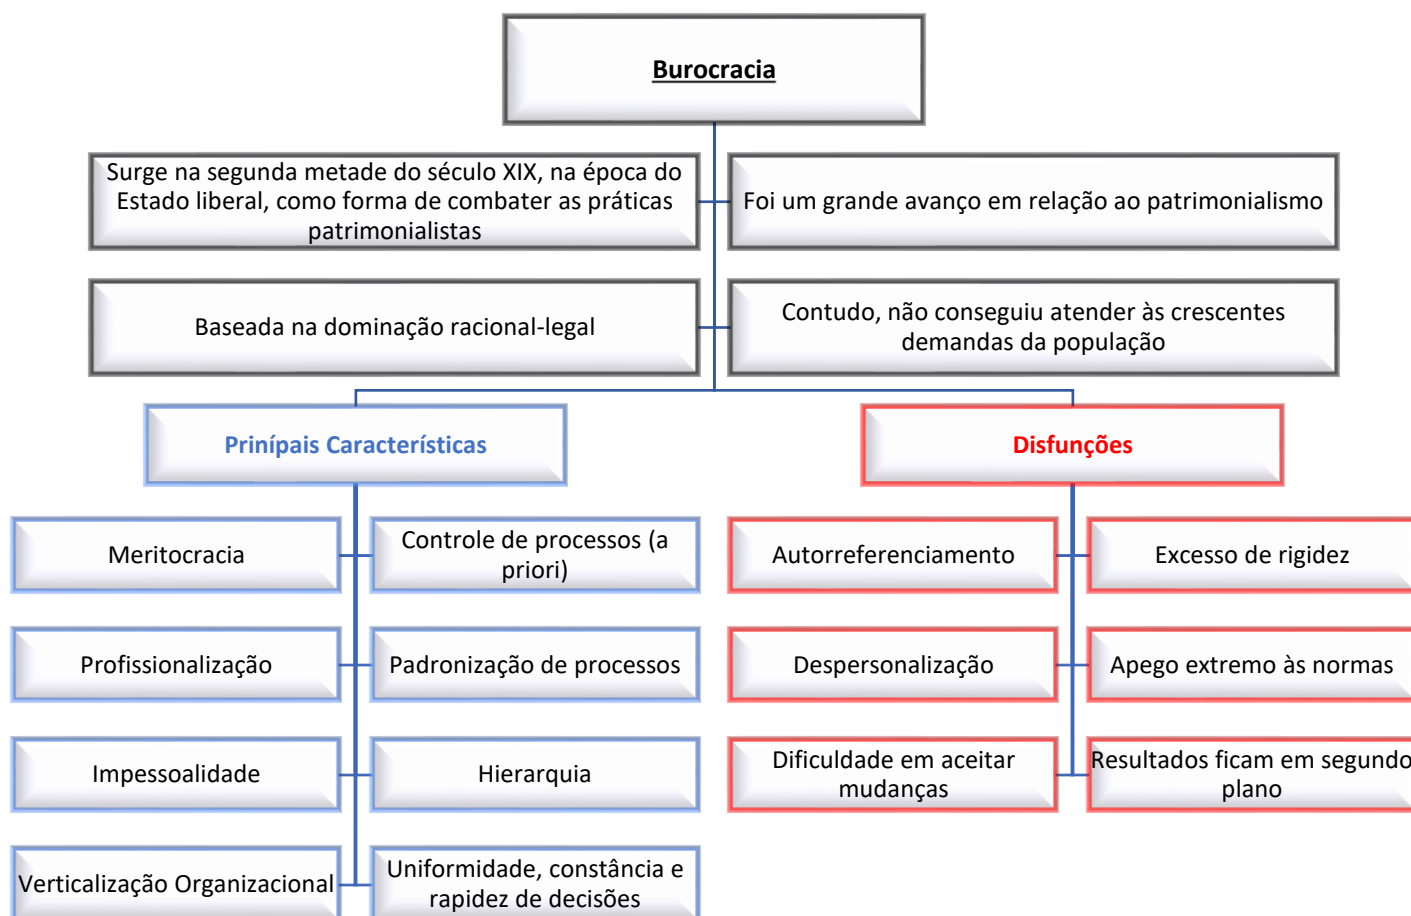 Burocracia
Surge na segunda metade do século XIX, na época do
Estado liberal, como forma de combater as práticas
patrimonialistas
Foi um grande avanço em relação ao patrimonialismo
Baseada na dominação racional-legal
Contudo, não conseguiu atender às crescentes
demandas da população
Prinípais Características
Meritocracia
Controle de processos (a
priori)
Profissionalização
Padronização de processos
Impessoalidade
Hierarquia
Verticalização Organizacional
Uniformidade, constância e
rapidez de decisões
Disfunções
Autorreferenciamento
Excesso de rigidez
Despersonalização
Apego extremo às normas
Dificuldade em aceitar
mudanças
Resultados ficam em segundo
plano